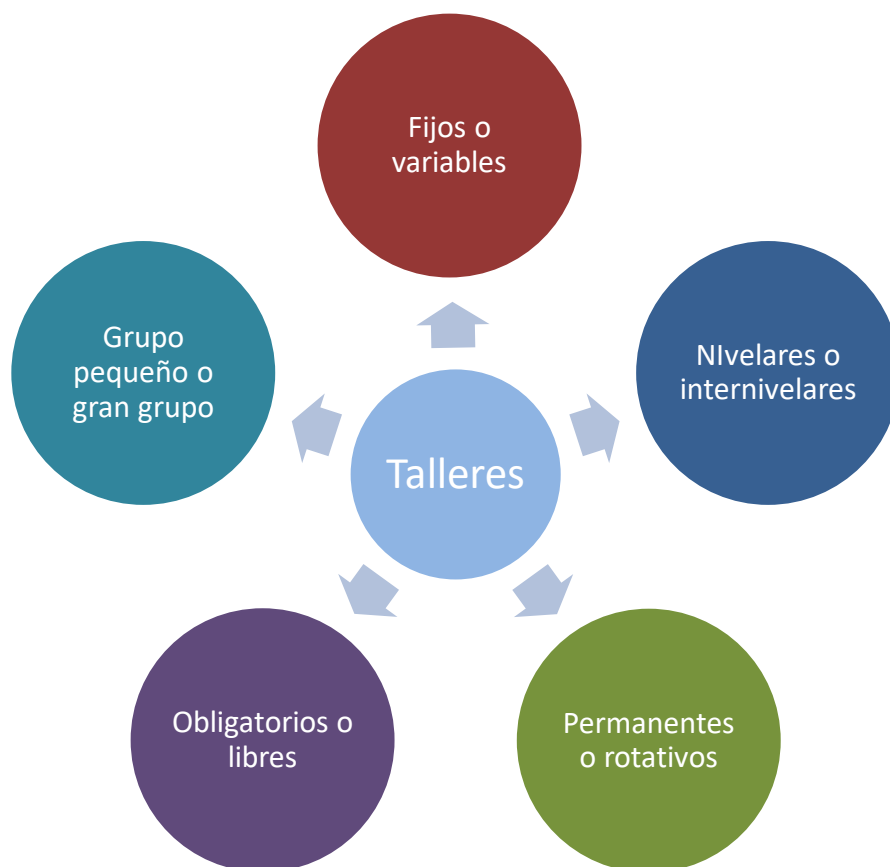 Fijos o
variables
Grupo
pequeño o
gran grupo
NIvelares o
internivelares
Talleres
Obligatorios o
libres
Permanentes
o rotativos